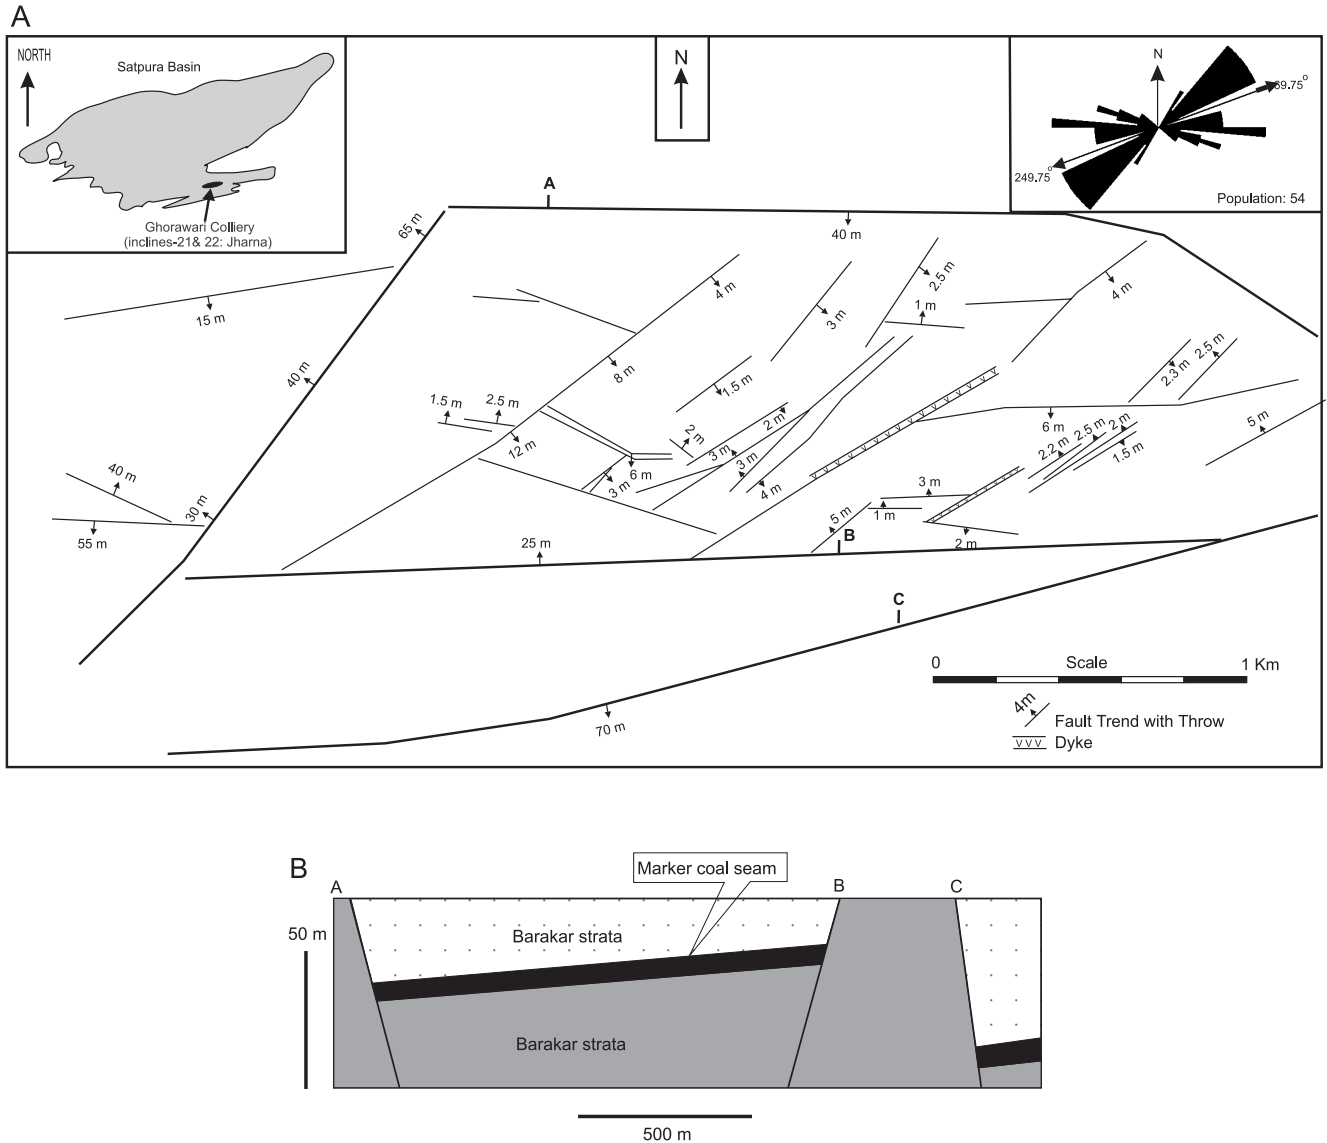 A
NORTH
Satpura Basin
Ghorawari Colliery
(inclines-21& 22: Jharna)
N
N
69.75°
249.75°
Population: 54
A
65 m
40 m
15 m
4 m
2.5 m
3 m
1 m
4 m
40 m
8 m
1.5 m
2.3 m
2.5 m
1.5 m
2.5 m
12 m
2 m
2 m
6 m
5 m
3 m
3 m
2.2 m
2.5 m
2 m
1.5 m
40 m
6 m
3 m
4 m
3 m
1 m
30 m
55 m
5 m
B
2 m
25 m
C
70 m
0 Scale 1 Km
4m
Fault Trend with Throw
V V V Dyke
B
Marker coal seam
A B C
50 m
Barakar strata
Barakar strata
500 m